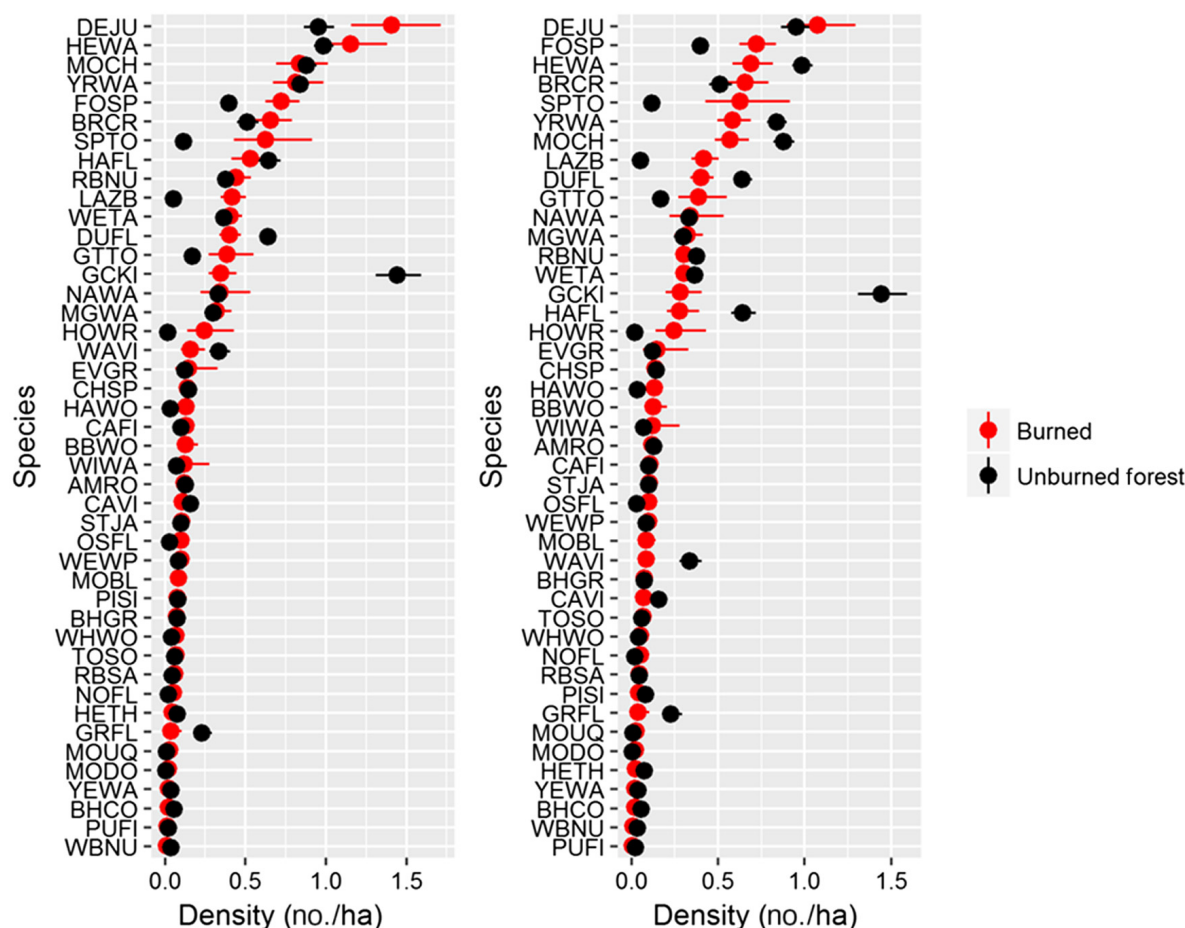 DEJU
HEWA
MOCH
YRWA
FOSP
BRCR
SPTO
HAFL
RBNU
LAZB
WETA
DUFL
GTTO
GCKI
NAWA
MGWA
HOWR
WAVI
EVGR
CHSP
HAWO
CAFI
BBWO
WIWA
AMRO
CAVI
STJA
OSFL
WEWP
MOBL
PISI
BHGR
WHWO
TOSO
RBSA
NOFL
HETH
GRFL
MOUQ
MODO
YEWA
BHCO
PUFI
WBNU
Species
0.0 0.5 1.0 1.5
Density (no./ha)
DEJU
FOSP
HEWA
BRCR
SPTO
YRWA
MOCH
LAZB
DUFL
GTTO
NAWA
MGWA
RBNU
WETA
GCKI
HAFL
HOWR
EVGR
CHSP
HAWO
BBWO
WIWA
AMRO
CAFI
STJA
OSFL
WEWP
MOBL
WAVI
BHGR
CAVI
TOSO
WHWO
NOFL
RBSA
PISI
GRFL
MOUQ
MODO
HETH
YEWA
BHCO
WBNU
PUFI
Species
0.0 0.5 1.0 1.5
Density (no./ha)
Burned
Unburned forest